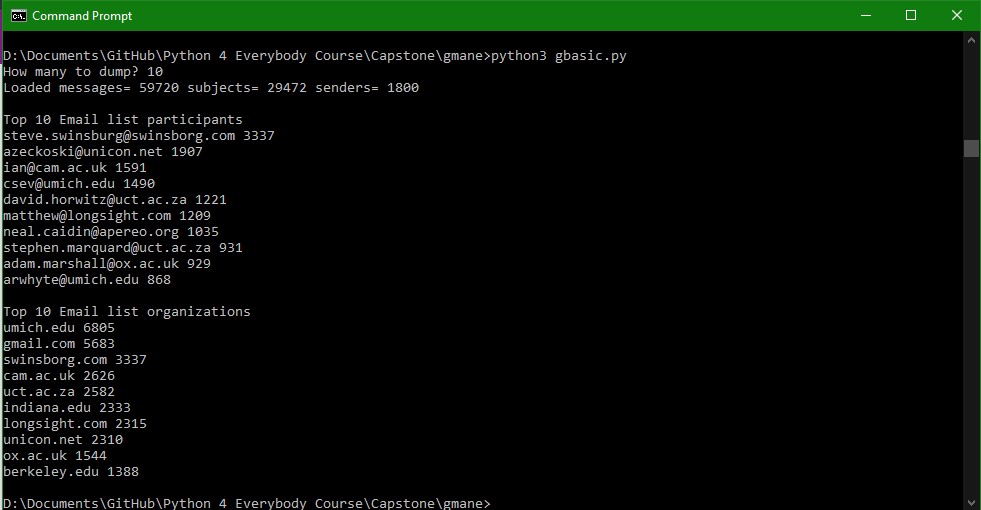 Command Prompt
D:\Documents\GitHub\Python 4 Everybody Course\Capstone\gmane>python3 gbasic.py
How many to dump? 10
Loaded messages= 59720 subjects= 29472 senders= 1800
Top 10 Email list participants
steve.swinsburg@swinsborg.com 3337
azeckoski@unicon.net 1907
ian@cam.ac.uk 1591
csev@umich.edu 1490
david.horwitz@uct.ac.za 1221
matthew@longsight.com 1209
neal.caidin@apereo.org 1035
stephen.marquard@uct.ac.za 931
adam.marshall@ox.ac.uk 929
arwhyte@umich.edu 868
Top 10 Email list organizations
umich.edu 6805
gmail.com 5683
swinsborg.com 3337
cam.ac.uk 2626
uct.ac.za 2582
indiana.edu 2333
longsight.com 2315
unicon.net 2310
ox.ac.uk 1544
berkeley.edu 1388
D:\Documents\GitHub\Python 4 Everybody Course\Capstone\gmane>